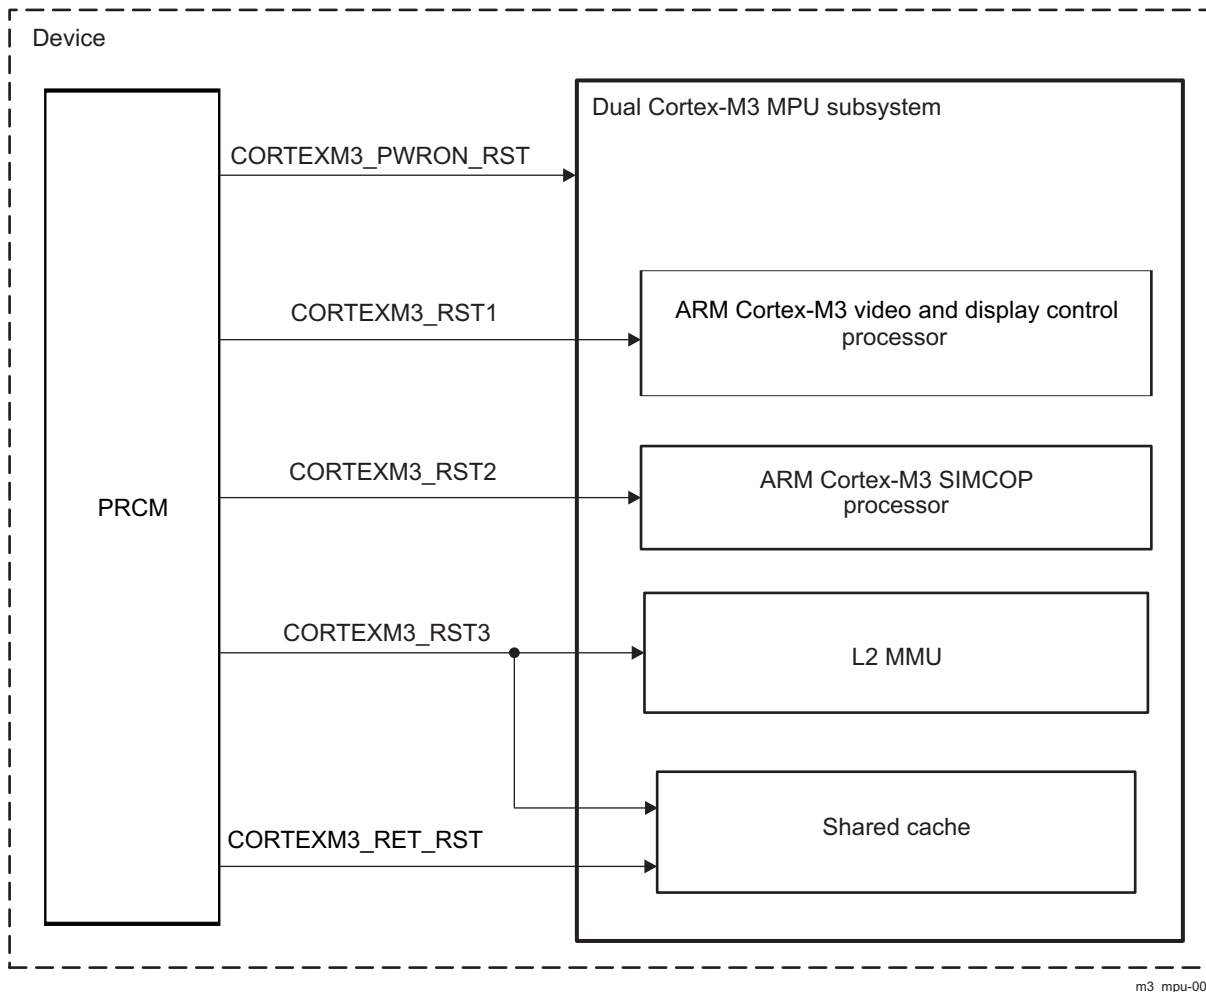 Device
Dual Cortex-M3 MPU subsystem
CORTEXM3_PWRON_RST
CORTEXM3_RST1
ARM Cortex-M3 video and display control
processor
CORTEXM3_RST2
ARM Cortex-M3 SIMCOP
processor
PRCM
CORTEXM3_RST3
L2 MMU
Shared cache
CORTEXM3_RET_RST
m3_mpu-00